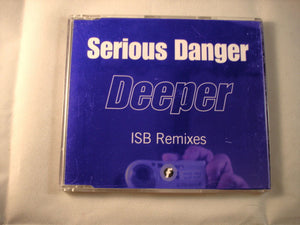 Serious Danger
Deeper
ISB Remixes
f